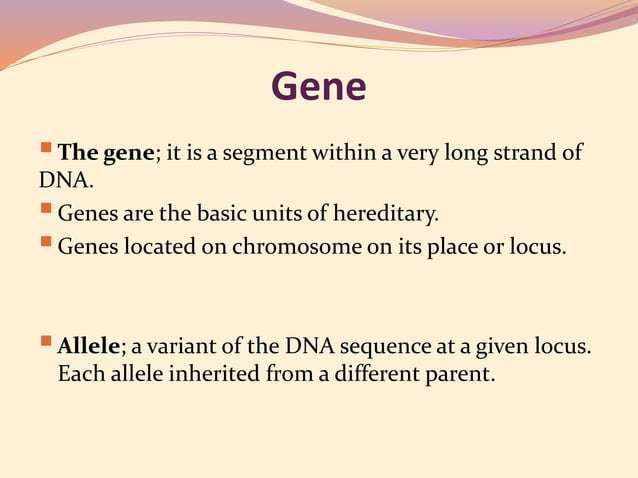 Gene
▪ The gene; it is a segment within a very long strand of
DNA.
▪ Genes are the basic units of hereditary.
▪ Genes located on chromosome on its place or locus.
▪ Allele; a variant of the DNA sequence at a given locus.
Each allele inherited from a different parent.